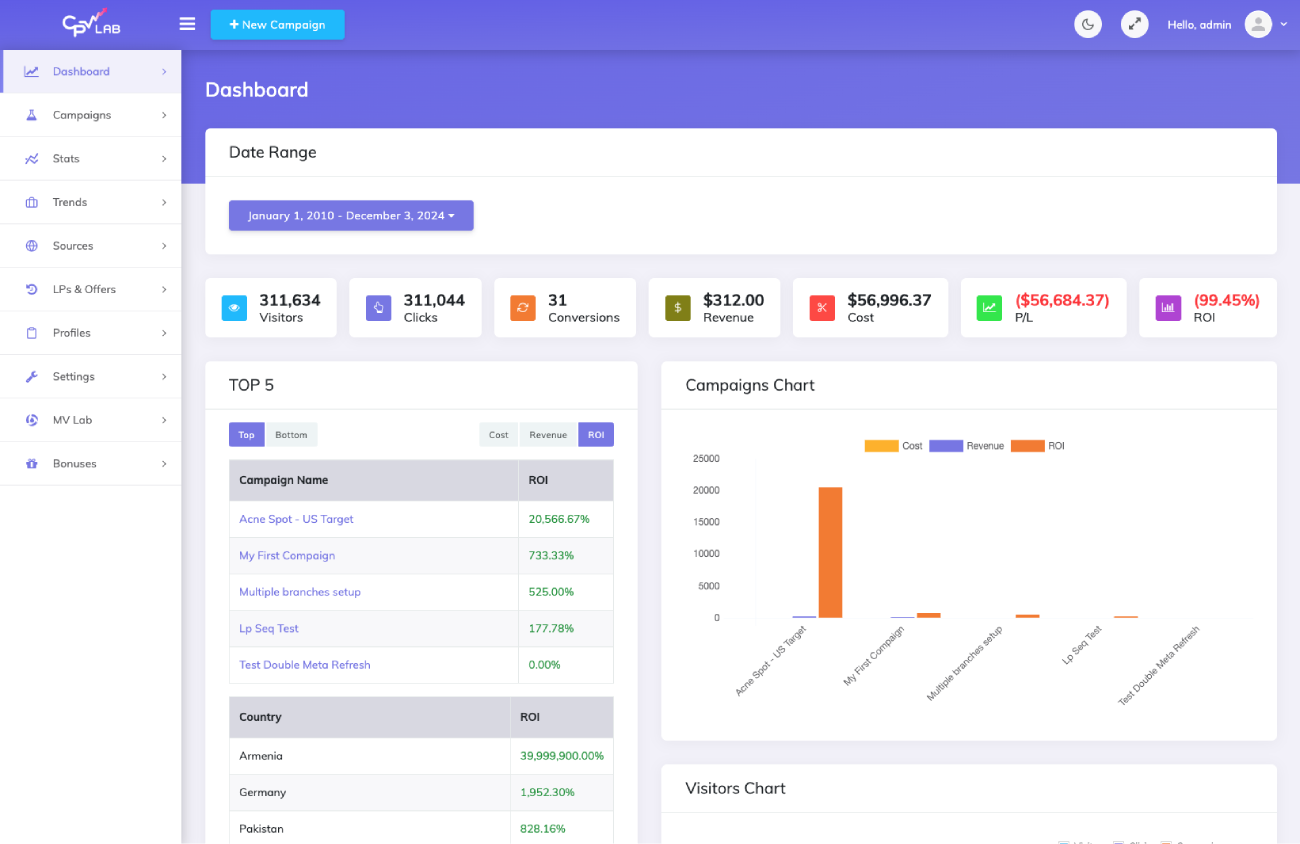 CPV LAB
+ New Campaign
Hello, admin
Dashboard
Campaigns
Stats
Trends
Sources
LPs & Offers
Profiles
Settings
MV Lab
Bonuses
Dashboard
Date Range
January 1, 2010 - December 3, 2024
311,634
Visitors
311,044
Clicks
31
Conversions
$312.00
Revenue
$56,996.37
Cost
($56,684.37)
P/L
(99.45%)
ROI
TOP 5
Top Bottom Cost Revenue ROI
Campaign Name ROI
Acne Spot - US Target 20,566.67%
My First Compaign 733.33%
Multiple branches setup 525.00%
Lp Seq Test 177.78%
Test Double Meta Refresh 0.00%
Country ROI
Armenia 39,999,900.00%
Germany 1,952.30%
Pakistan 828.16%
Campaigns Chart
Cost Revenue ROI
25000
20000
15000
10000
5000
0
Acne Spot - US Target
My First Compaign
Multiple branches setup
Lp Seq Test
Test Double Meta Refresh
Visitors Chart